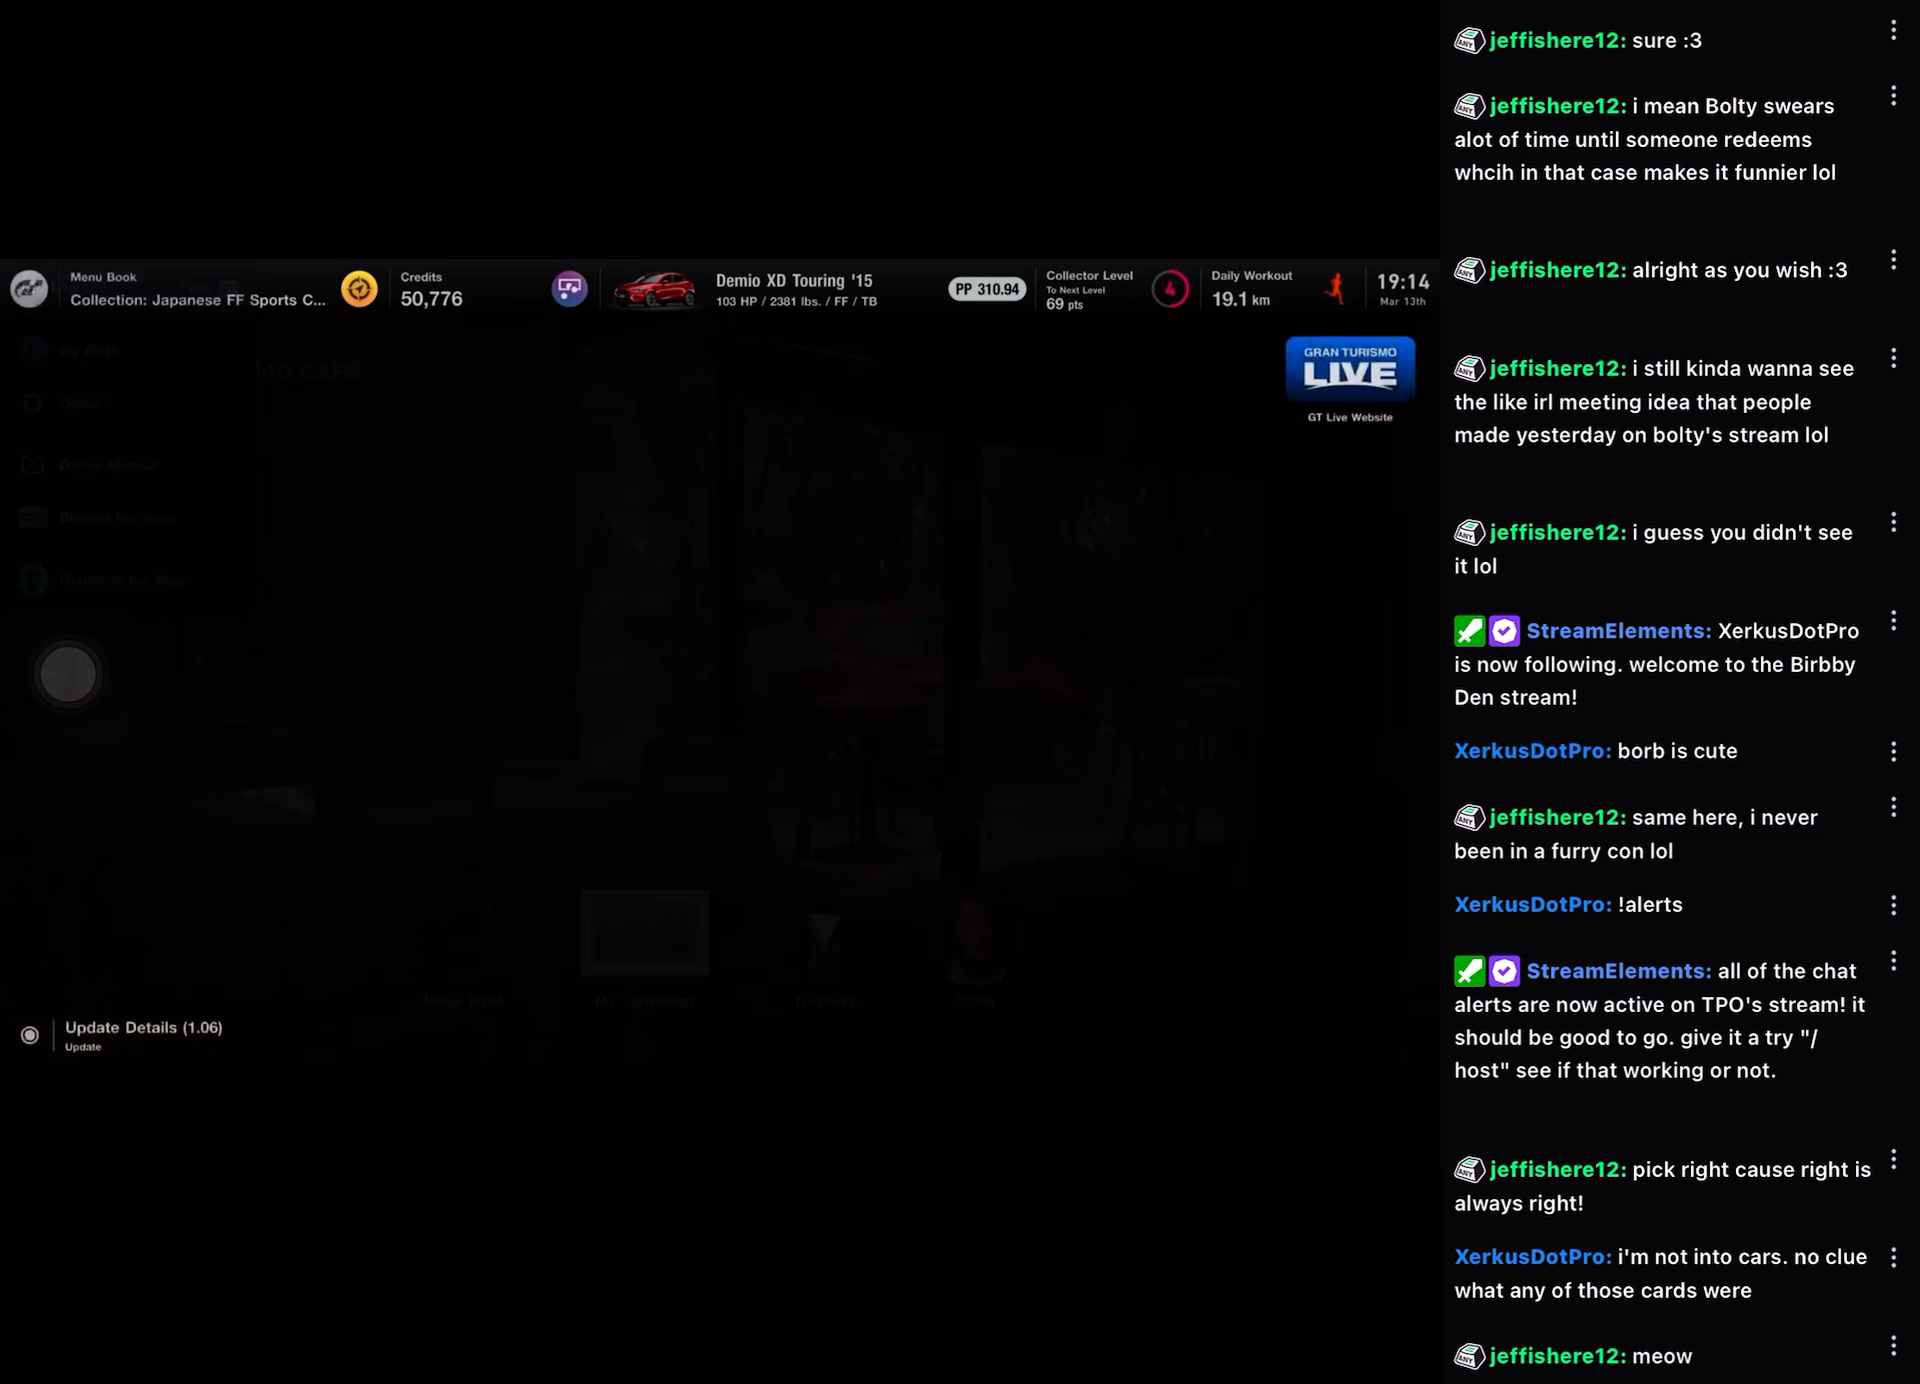 Menu Book
Collection: Japanese FF Sports C...
Credits
50,776
Demio XD Touring '15
103 HP / 2381 lbs. / FF / TB
PP 310.94
Collector Level
To Next Level
69 pts
4
Daily Workout
19.1 km
19:14
Mar 13th
My Page
MO CAFE
GRAN TURISMO
LIVE
GT Live Website
Online Manual
My Collection
Update Details (1.06)
Update
jeffishere12: sure :3
jeffishere12: i mean Bolty swears
alot of time until someone redeems
whcih in that case makes it funnier lol
jeffishere12: alright as you wish :3
jeffishere12: i still kinda wanna see
the like irl meeting idea that people
made yesterday on bolty's stream lol
jeffishere12: i guess you didn't see
it lol
StreamElements: XerkusDotPro
is now following. welcome to the Birbby
Den stream!
XerkusDotPro: borb is cute
jeffishere12: same here, i never
been in a furry con lol
XerkusDotPro: !alerts
StreamElements: all of the chat
alerts are now active on TPO's stream! it
should be good to go. give it a try "/
host" see if that working or not.
jeffishere12: pick right cause right is
always right!
XerkusDotPro: i'm not into cars. no clue
what any of those cards were
jeffishere12: meow